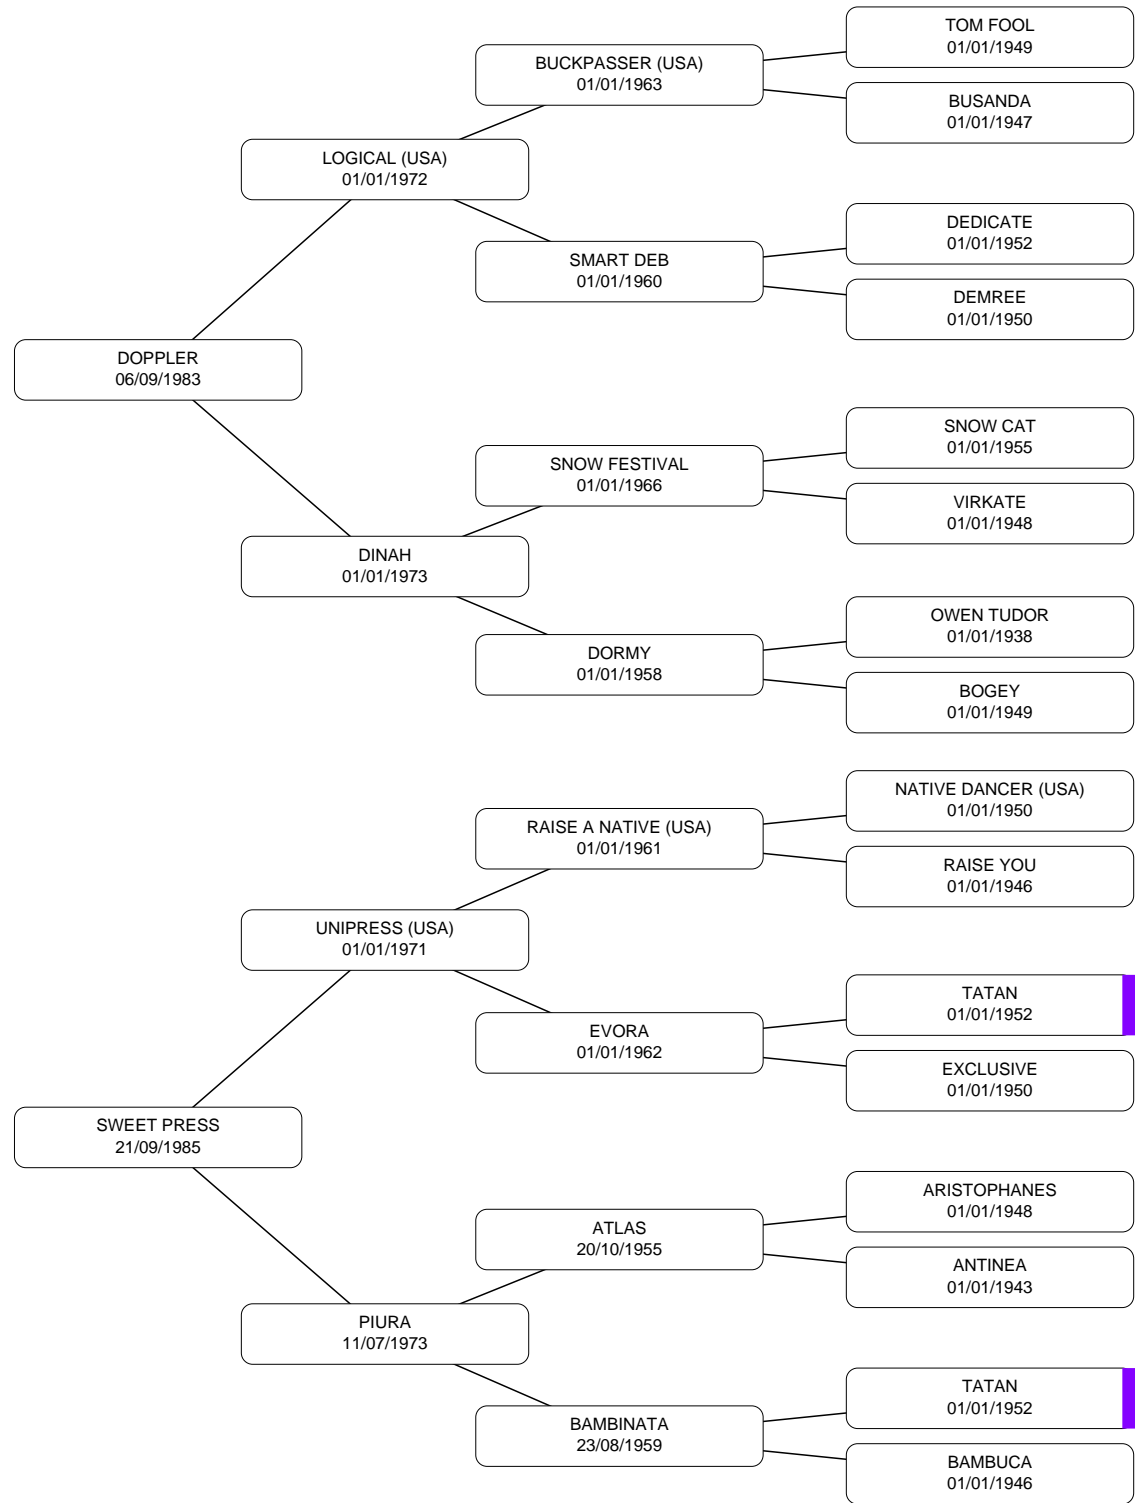 TOM FOOL
01/01/1949
BUCKPASSER (USA)
01/01/1963
BUSANDA
01/01/1947
LOGICAL (USA)
01/01/1972
DEDICATE
01/01/1952
SMART DEB
01/01/1960
DEMREE
01/01/1950
DOPPLER
06/09/1983
SNOW CAT
01/01/1955
SNOW FESTIVAL
01/01/1966
VIRKATE
01/01/1948
DINAH
01/01/1973
OWEN TUDOR
01/01/1938
DORMY
01/01/1958
BOGEY
01/01/1949
NATIVE DANCER (USA)
01/01/1950
RAISE A NATIVE (USA)
01/01/1961
RAISE YOU
01/01/1946
UNIPRESS (USA)
01/01/1971
TATAN
01/01/1952
EVORA
01/01/1962
EXCLUSIVE
01/01/1950
SWEET PRESS
21/09/1985
ARISTOPHANES
01/01/1948
ATLAS
20/10/1955
ANTINEA
01/01/1943
PIURA
11/07/1973
TATAN
01/01/1952
BAMBINATA
23/08/1959
BAMBUCA
01/01/1946